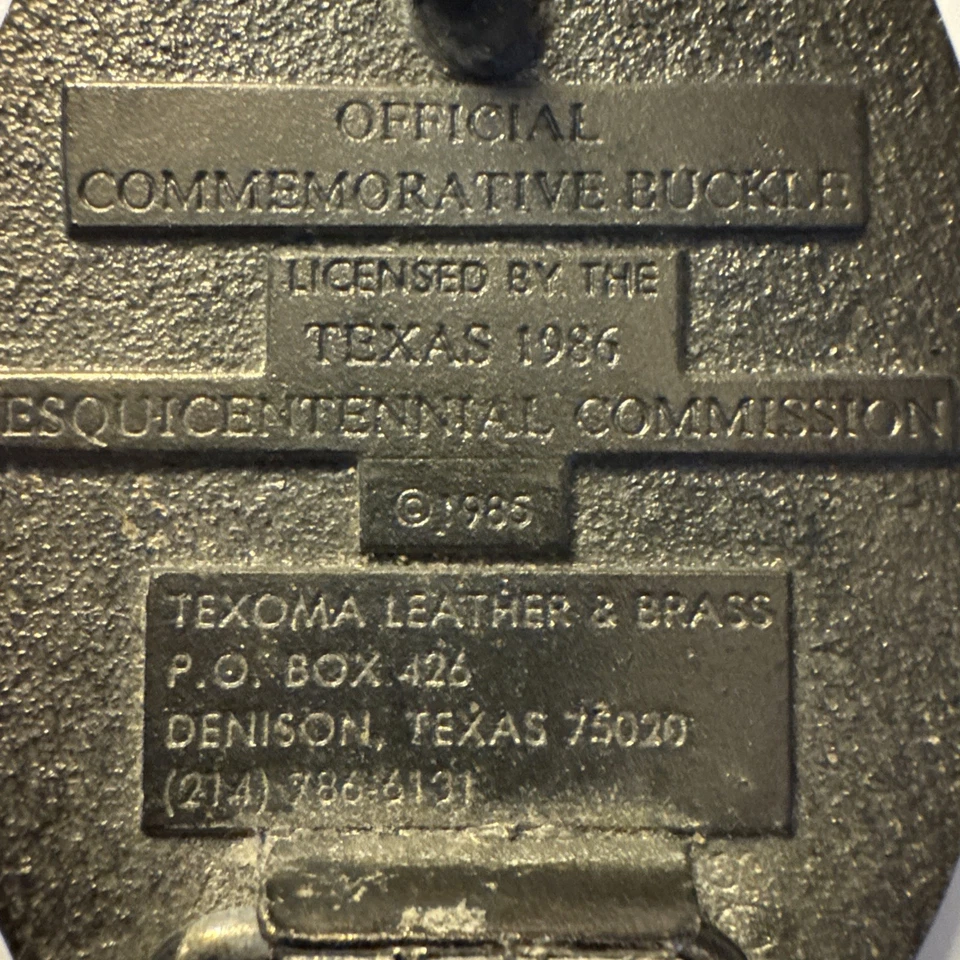 OFFICIAL
COMMEMORATIVE BUCKLE
LICENSED BY THE
TEXAS 1986
ESQUICENTENNIAL COMMISSION
© 1985
TEXOMA LEATHER & BRASS
P.O. BOX 426
DENISON, TEXAS 75020
(214) 786-6131